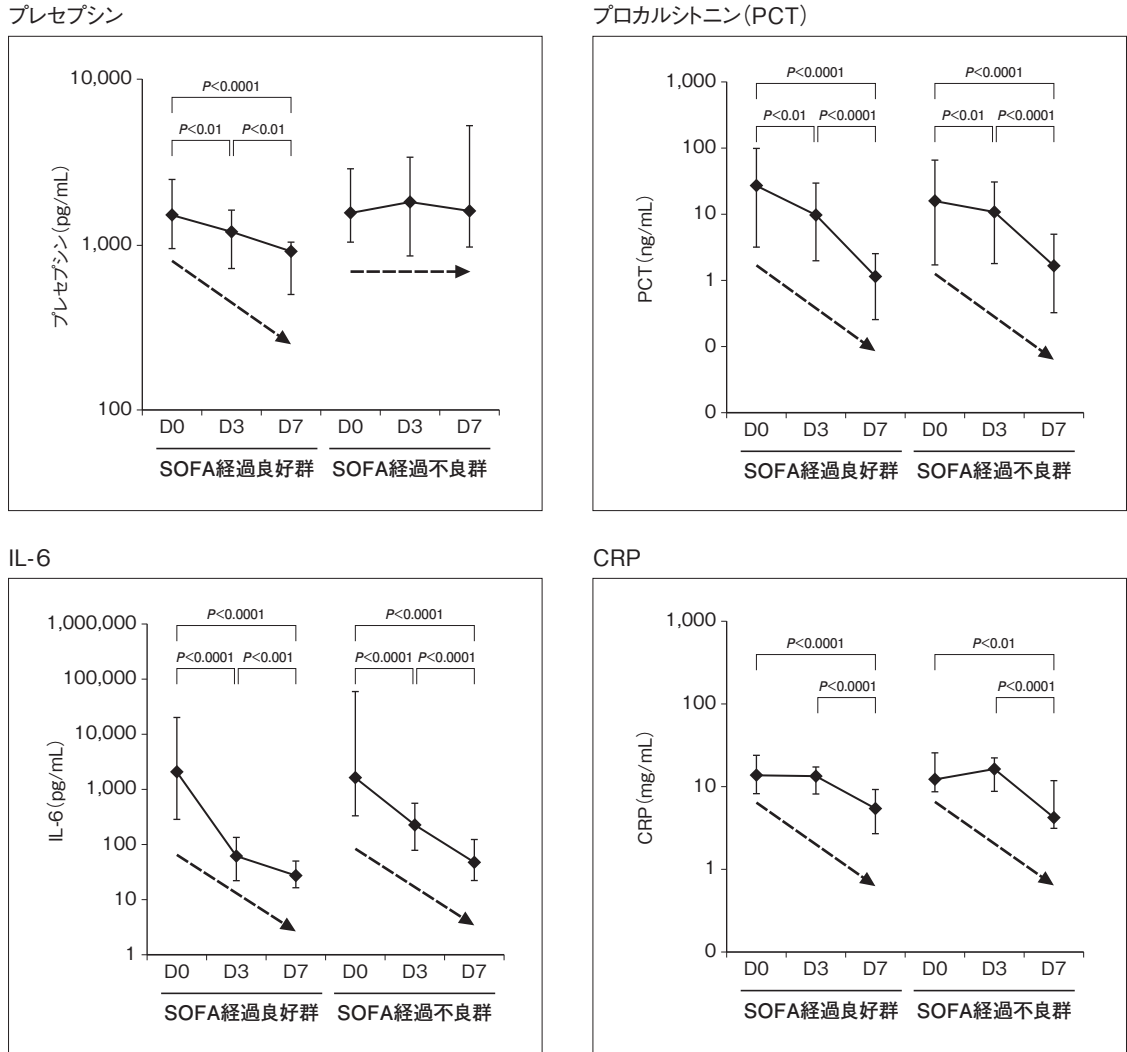 プレセプシン
10,000
1,000
100
プレセプシン(pg/mL)
P<0.0001
P<0.01 P<0.01
D0 D3 D7 D0 D3 D7
SOFA経過良好群 SOFA経過不良群
プロカルシトニン(PCT)
1,000
100
10
1
0
0
PCT(ng/mL)
P<0.0001 P<0.0001
P<0.01 P<0.0001 P<0.01 P<0.0001
D0 D3 D7 D0 D3 D7
SOFA経過良好群 SOFA経過不良群
IL-6
1,000,000
100,000
10,000
1,000
100
10
1
IL-6(pg/mL)
P<0.0001 P<0.0001
P<0.0001 P<0.001 P<0.0001 P<0.0001
D0 D3 D7 D0 D3 D7
SOFA経過良好群 SOFA経過不良群
CRP
1,000
100
10
1
0
CRP(mg/mL)
P<0.0001 P<0.01
P<0.0001 P<0.0001
D0 D3 D7 D0 D3 D7
SOFA経過良好群 SOFA経過不良群